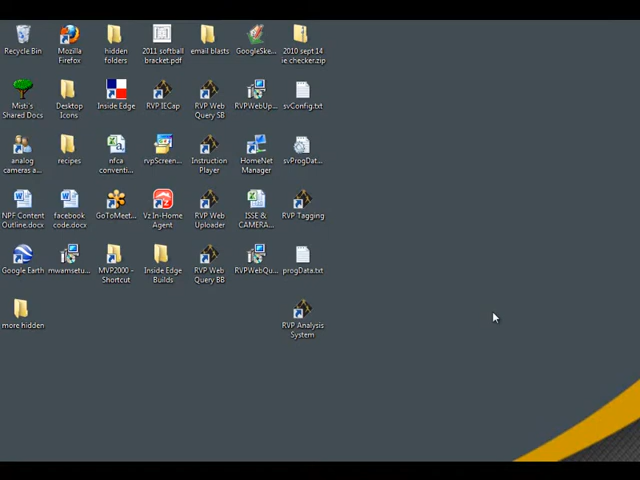 Recycle Bin
Mozilla
Firefox
hidden
folders
2011 softball
bracket.pdf
email blasts
GoogleSke...
2010 sept 14
ie checker.zip
Misti's
Shared Docs
Desktop
Icons
Inside Edge
RVP IECap
RVP Web
Query SB
RVPWebUp...
svConfig.txt
analog
cameras a...
recipes
nfca
conventi...
rvpScreen...
Instruction
Player
HomeNet
Manager
svProgDat...
NPF Content
Outline.docx
facebook
code.docx
GoToMeet...
Vz In-Home
Agent
RVP Web
Uploader
ISSE &
CAMERA...
RVP Tagging
Google Earth
mwamsetu...
MVP2000 -
Shortcut
Inside Edge
Builds
RVP Web
Query BB
RVPWebQu...
progData.txt
more hidden
RVP Analysis
System